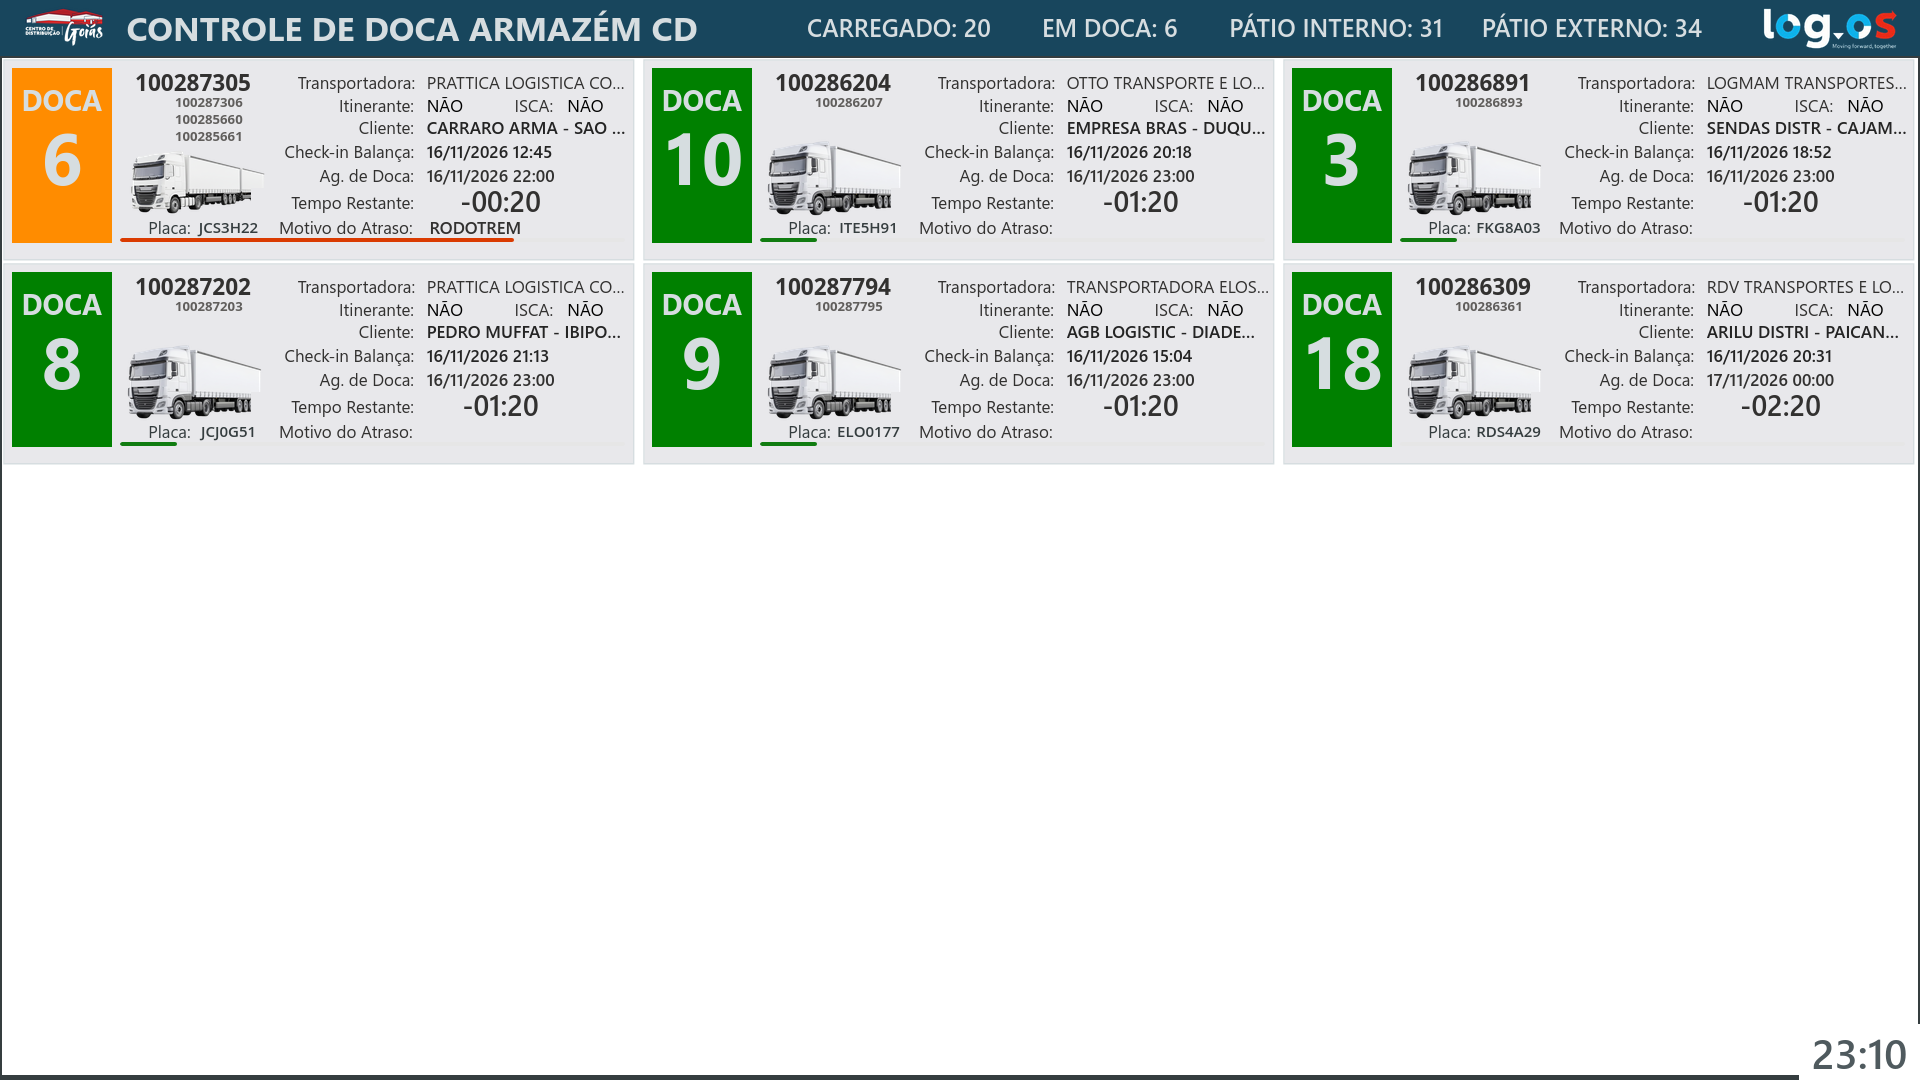 CENTRO DE DISTRIBUIÇÃO Goiás
CONTROLE DE DOCA ARMAZÉM CD
CARREGADO: 20
EM DOCA: 6
PÁTIO INTERNO: 31
PÁTIO EXTERNO: 34
log.os
Moving forward, together
DOCA
6
100287305
100287306
100285660
100285661
Placa: JCS3H22
Transportadora: PRATTICA LOGISTICA CO...
Itinerante: NÃO ISCA: NÃO
Cliente: CARRARO ARMA - SAO ...
Check-in Balança: 16/11/2026 12:45
Ag. de Doca: 16/11/2026 22:00
Tempo Restante: -00:20
Motivo do Atraso: RODOTREM
DOCA
10
100286204
100286207
Placa: ITE5H91
Transportadora: OTTO TRANSPORTE E LO...
Itinerante: NÃO ISCA: NÃO
Cliente: EMPRESA BRAS - DUQU...
Check-in Balança: 16/11/2026 20:18
Ag. de Doca: 16/11/2026 23:00
Tempo Restante: -01:20
Motivo do Atraso:
DOCA
3
100286891
100286893
Placa: FKG8A03
Transportadora: LOGMAM TRANSPORTES...
Itinerante: NÃO ISCA: NÃO
Cliente: SENDAS DISTR - CAJAM...
Check-in Balança: 16/11/2026 18:52
Ag. de Doca: 16/11/2026 23:00
Tempo Restante: -01:20
Motivo do Atraso:
DOCA
8
100287202
100287203
Placa: JCJ0G51
Transportadora: PRATTICA LOGISTICA CO...
Itinerante: NÃO ISCA: NÃO
Cliente: PEDRO MUFFAT - IBIPO...
Check-in Balança: 16/11/2026 21:13
Ag. de Doca: 16/11/2026 23:00
Tempo Restante: -01:20
Motivo do Atraso:
DOCA
9
100287794
100287795
Placa: ELO0177
Transportadora: TRANSPORTADORA ELOS...
Itinerante: NÃO ISCA: NÃO
Cliente: AGB LOGISTIC - DIADE...
Check-in Balança: 16/11/2026 15:04
Ag. de Doca: 16/11/2026 23:00
Tempo Restante: -01:20
Motivo do Atraso:
DOCA
18
100286309
100286361
Placa: RDS4A29
Transportadora: RDV TRANSPORTES E LO...
Itinerante: NÃO ISCA: NÃO
Cliente: ARILU DISTRI - PAICAN...
Check-in Balança: 16/11/2026 20:31
Ag. de Doca: 17/11/2026 00:00
Tempo Restante: -02:20
Motivo do Atraso:
23:10